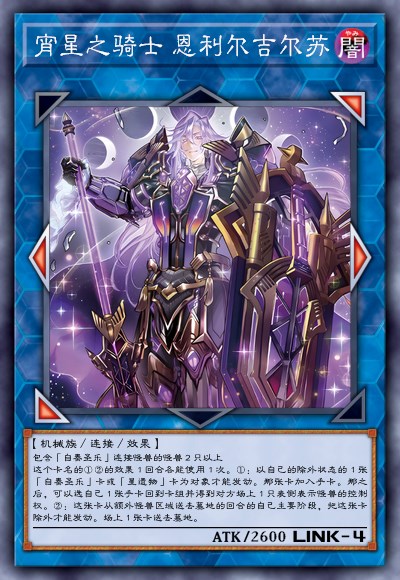 宵星之骑士 恩利尔吉尔苏
やみ
闇
【机械族／连接／效果】
包含「自奏圣乐」连接怪兽的怪兽2只以上
这个卡名的①②的效果1回合各能使用1次。①：以自己的除外状态的1张
「自奏圣乐」卡或「星遗物」卡为对象才能发动。那张卡加入手卡。那之
后，可以选自己1张手卡回到卡组并得到对方场上1只表侧表示怪兽的控制
权。②：这张卡从额外怪兽区域送去墓地的回合的自己主要阶段，把这张卡
除外才能发动。场上1张卡送去墓地。
ATK/2600 LINK-4